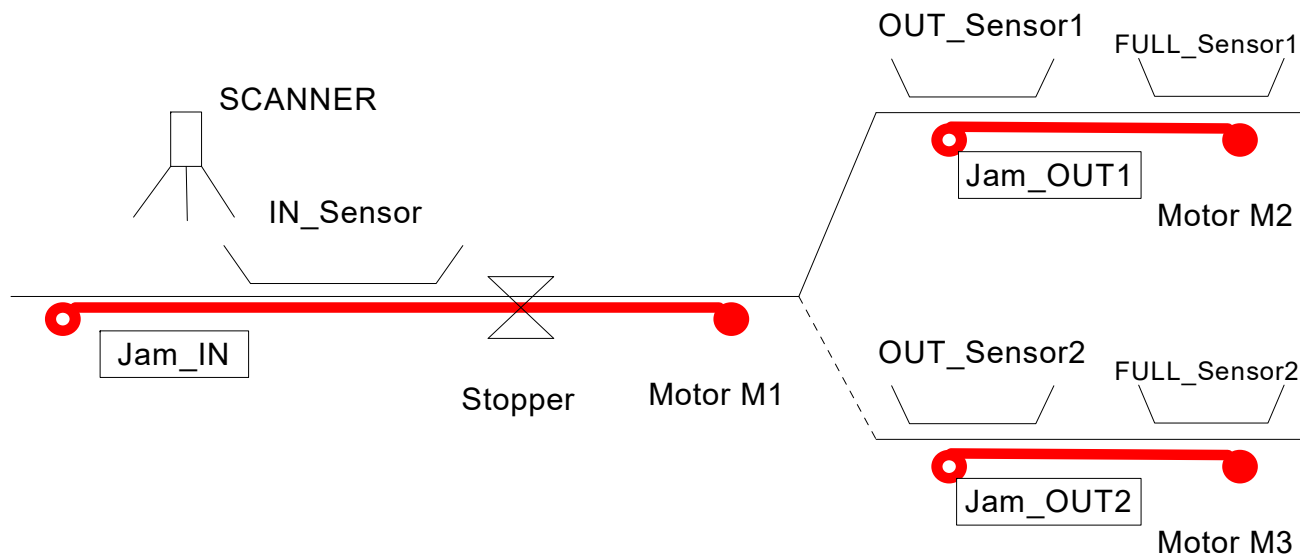 OUT_Sensor1
FULL_Sensor1
SCANNER
Jam_OUT1
IN_Sensor
Motor M2
Jam_IN
OUT_Sensor2
FULL_Sensor2
Stopper
Motor M1
Jam_OUT2
Motor M3